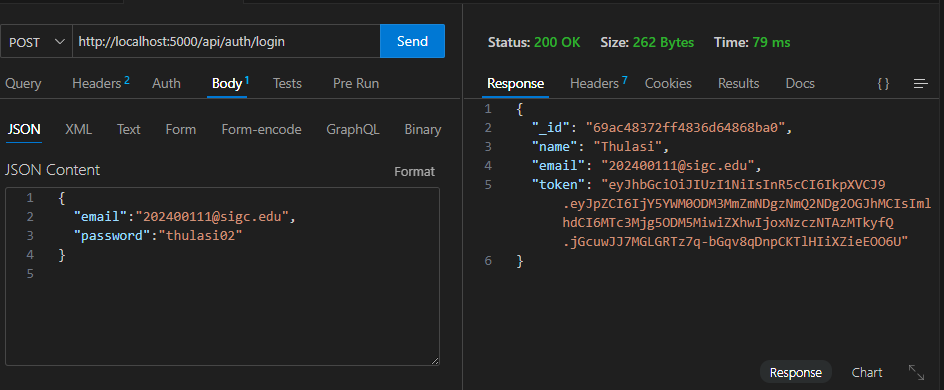 POST http://localhost:5000/api/auth/login Send
Query Headers 2 Auth Body 1 Tests Pre Run
JSON XML Text Form Form-encode GraphQL Binary
JSON Content Format
1 {
2 "email":"202400111@sigc.edu",
3 "password":"thulasi02"
4 }
5
Status: 200 OK Size: 262 Bytes Time: 79 ms
Response Headers 7 Cookies Results Docs {}
1 {
2 "_id": "69ac48372ff4836d64868ba0",
3 "name": "Thulasi",
4 "email": "202400111@sigc.edu",
5 "token": "eyJhbGciOiJIUzI1NiIsInR5cCI6IkpXVCJ9
.eyJpZCI6IjY5YWM0ODM3MmZmNDgzNmQ2NDg2OGJhMCIsIml
hdCI6MTc3Mjg5ODM5MiwiZXhwIjoxNzczNTAzMTkyfQ
.jGcuwJJ7MGLGRTz7q-bGqv8qDnpCKTlHIiXZieEOO6U"
6 }
Response Chart